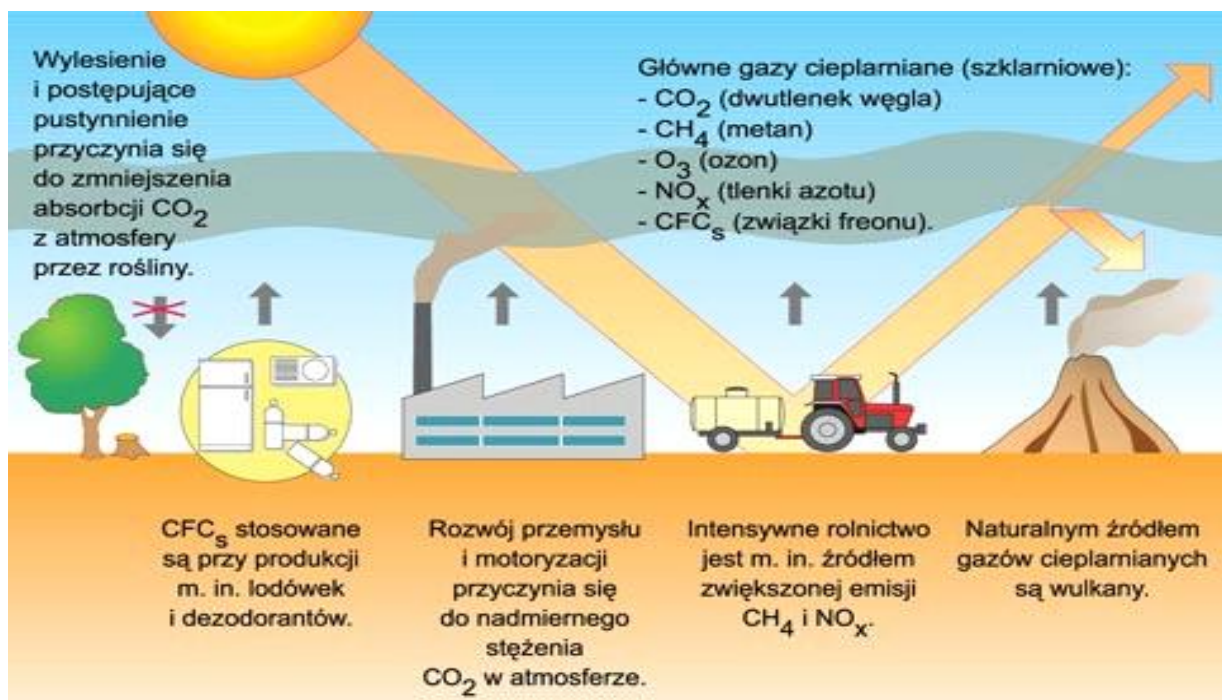 Wylesienie
i postępujące
pustynnienie
przyczynia się
do zmniejszenia
absorbcji CO₂
z atmosfery
przez rośliny.
Główne gazy cieplarniane (szklarniowe):
- CO₂ (dwutlenek węgla)
- CH₄ (metan)
- O₃ (ozon)
- NOₓ (tlenki azotu)
- CFCₛ (związki freonu).
CFCₛ stosowane
są przy produkcji
m. in. lodówek
i dezodorantów.
Rozwój przemysłu
i motoryzacji
przyczynia się
do nadmiernego
stężenia
CO₂ w atmosferze.
Intensywne rolnictwo
jest m. in. źródłem
zwiększonej emisji
CH₄ i NOₓ.
Naturalnym źródłem
gazów cieplarnianych
są wulkany.